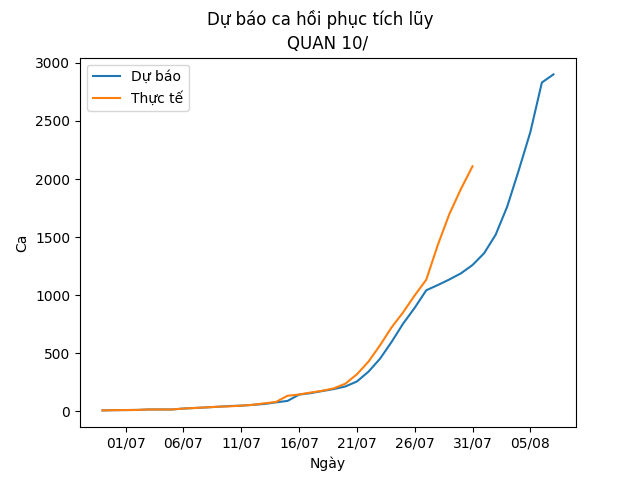 Dự báo ca hồi phục tích lũy
QUAN 10/
Dự báo
Thực tế
Ca
3000
2500
2000
1500
1000
500
0
01/07 06/07 11/07 16/07 21/07 26/07 31/07 05/08
Ngày